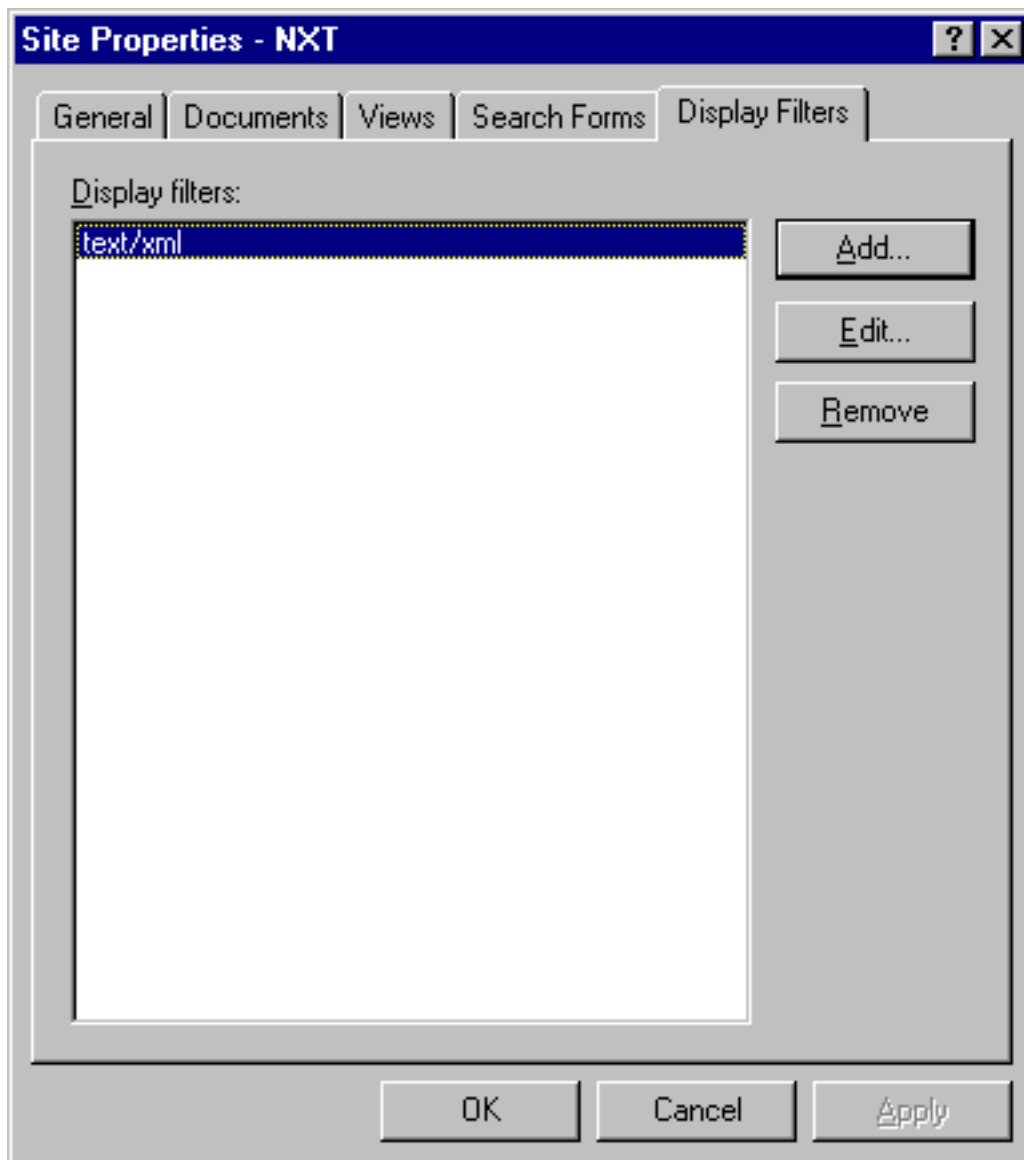 Site Properties - NXT
General Documents Views Search Forms Display Filters
Display filters:
text/xml
Add...
Edit...
Remove
OK Cancel Apply